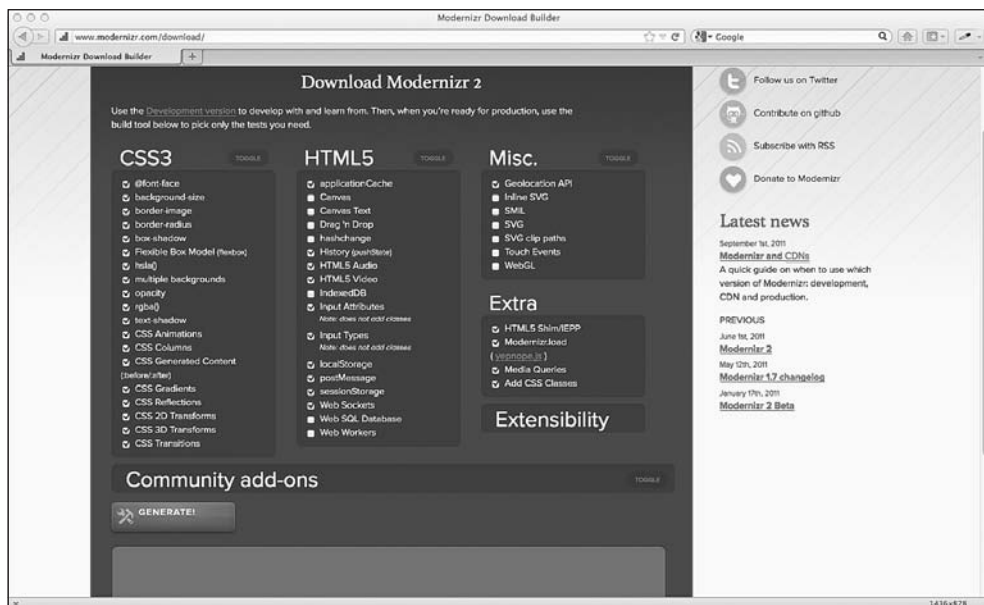 Modernizr Download Builder
www.modernizr.com/download/
Google
Modernizr Download Builder
Download Modernizr 2
Use the Development version to develop with and learn from. Then, when you're ready for production, use the
build tool below to pick only the tests you need.
CSS3
TOGGLE
@font-face
background-size
border-image
border-radius
box-shadow
Flexible Box Model (flexbox)
hsla()
multiple backgrounds
opacity
rgba()
text-shadow
CSS Animations
CSS Columns
CSS Generated Content
(:before/:after)
CSS Gradients
CSS Reflections
CSS 2D Transforms
CSS 3D Transforms
CSS Transitions
HTML5
TOGGLE
applicationCache
Canvas
Canvas Text
Drag 'n Drop
hashchange
History (pushState)
HTML5 Audio
HTML5 Video
IndexedDB
Input Attributes
Note: does not add classes
Input Types
Note: does not add classes
localStorage
postMessage
sessionStorage
Web Sockets
Web SQL Database
Web Workers
Misc.
TOGGLE
Geolocation API
Inline SVG
SMIL
SVG
SVG clip paths
Touch Events
WebGL
Extra
HTML5 Shim/IEPP
Modernizr.load
(yepnope.js)
Media Queries
Add CSS Classes
Extensibility
Community add-ons
TOGGLE
GENERATE!
Follow us on Twitter
Contribute on github
Subscribe with RSS
Donate to Modernizr
Latest news
September 1st, 2011
Modernizr and CDNs
A quick guide on when to use which
version of Modernizr: development,
CDN and production.
PREVIOUS
June 1st, 2011
Modernizr 2
May 12th, 2011
Modernizr 1.7 changelog
January 17th, 2011
Modernizr 2 Beta